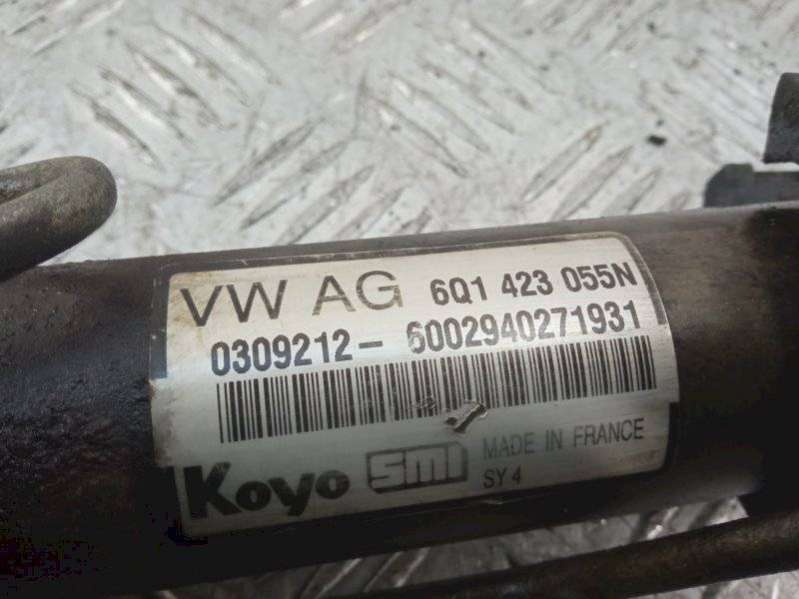 VW AG 6Q1 423 055N
0309212- 6002940271931
Koyo smi MADE IN FRANCE
SY 4